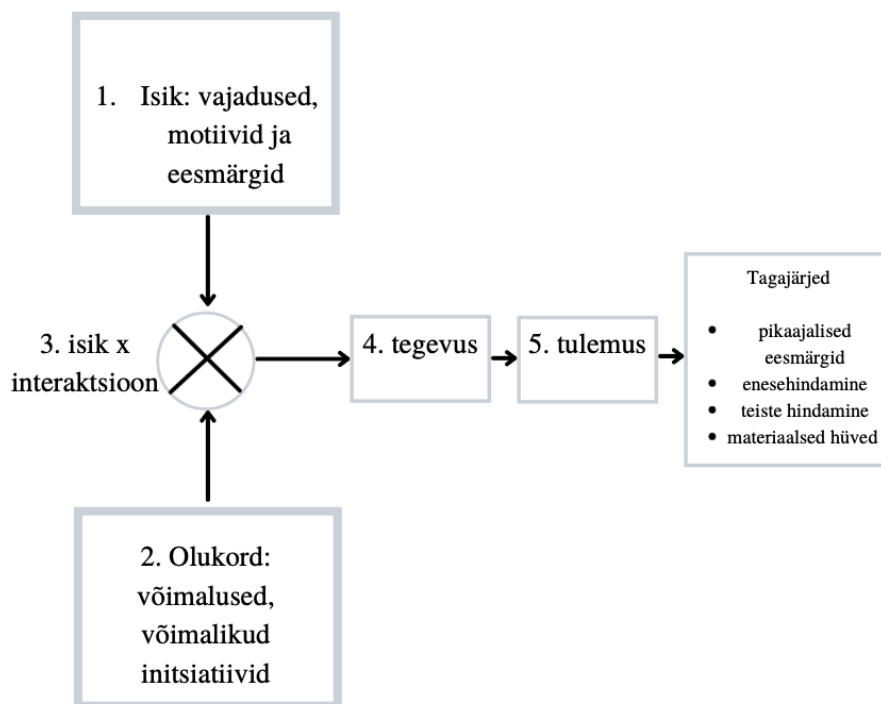 1. Isik: vajadused,
motiivid ja
eesmärgid
3. isik x
interaktsioon
4. tegevus
5. tulemus
Tagajärjed
• pikaajalised
eesmärgid
• enesehindamine
• teiste hindamine
• materiaalsed hüved
2. Olukord:
võimalused,
võimalikud
initsiatiivid